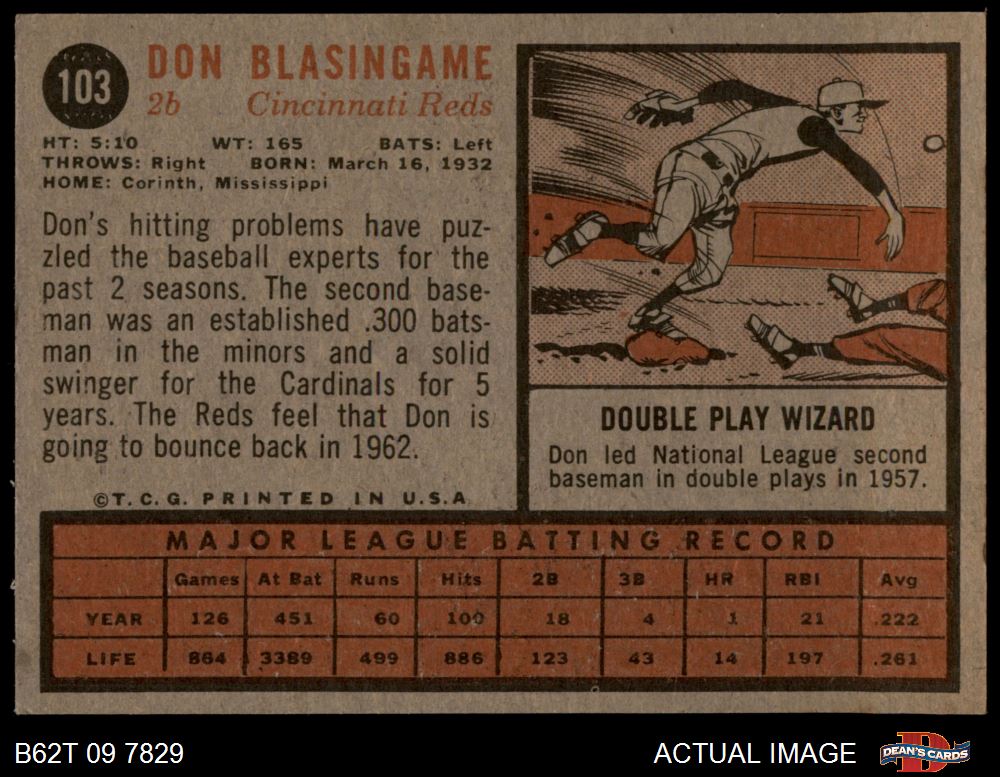 103
DON BLASINGAME
2b Cincinnati Reds
HT: 5:10 WT: 165 BATS: Left
THROWS: Right BORN: March 16, 1932
HOME: Corinth, Mississippi
Don's hitting problems have puz-
zled the baseball experts for the
past 2 seasons. The second base-
man was an established .300 bats-
man in the minors and a solid
swinger for the Cardinals for 5
years. The Reds feel that Don is
going to bounce back in 1962.
©T. C. G. PRINTED IN U.S.A.
DOUBLE PLAY WIZARD
Don led National League second
baseman in double plays in 1957.
MAJOR LEAGUE BATTING RECORD
Games At Bat Runs Hits 2B 3B HR RBI Avg
YEAR 126 451 60 100 18 4 1 21 .222
LIFE 864 3389 499 886 123 43 14 197 .261
B62T 09 7829
ACTUAL IMAGE
DEAN'S CARDS